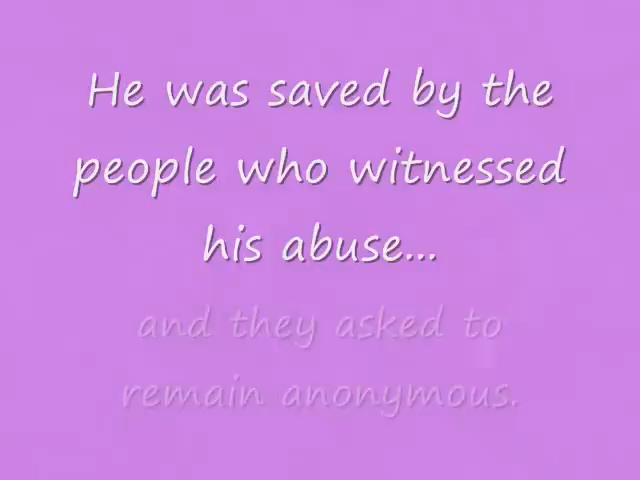 He was saved by the
people who witnessed
his abuse...
and they asked to
remain anonymous.